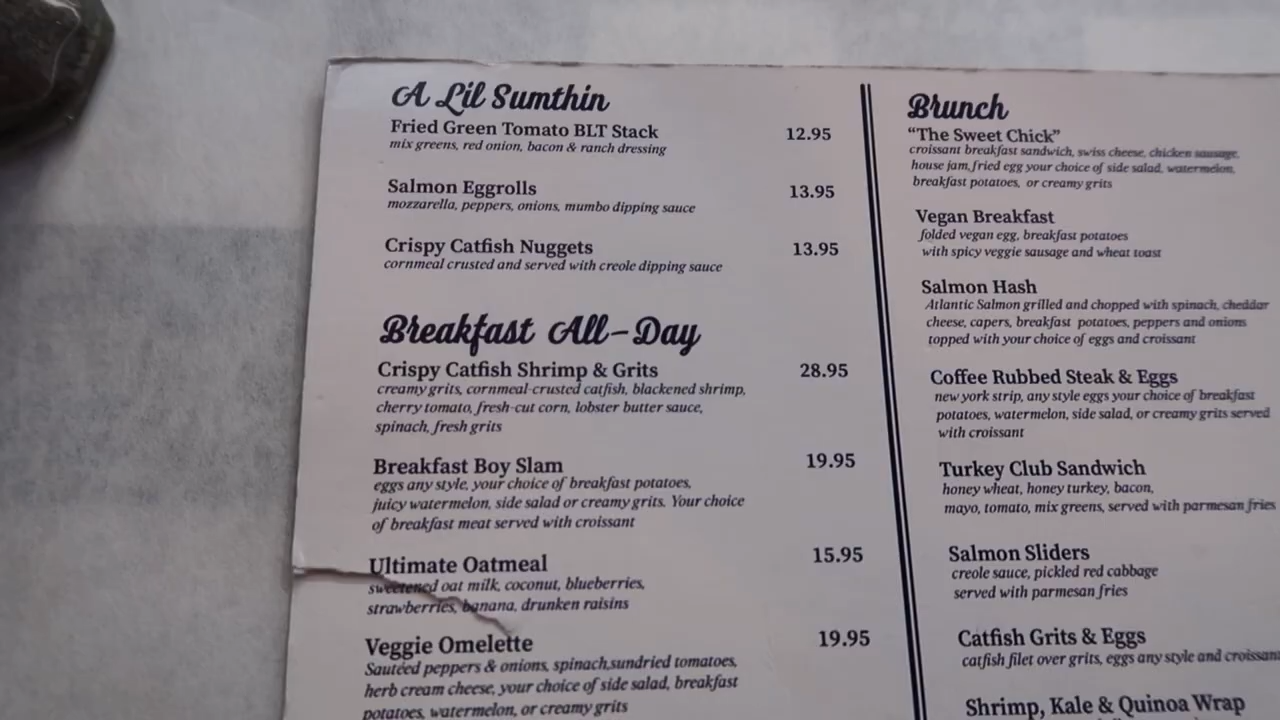 A Lil Sumthin
Fried Green Tomato BLT Stack 12.95
mix greens, red onion, bacon & ranch dressing
Salmon Eggrolls 13.95
mozzarella, peppers, onions, mumbo dipping sauce
Crispy Catfish Nuggets 13.95
cornmeal crusted and served with creole dipping sauce
Breakfast All-Day
Crispy Catfish Shrimp & Grits 28.95
creamy grits, cornmeal-crusted catfish, blackened shrimp,
cherry tomato, fresh-cut corn, lobster butter sauce,
spinach, fresh grits
Breakfast Boy Slam 19.95
eggs any style, your choice of breakfast potatoes,
juicy watermelon, side salad or creamy grits. Your choice
of breakfast meat served with croissant
Ultimate Oatmeal 15.95
sweetened oat milk, coconut, blueberries,
strawberries, banana, drunken raisins
Veggie Omelette 19.95
Sautéed peppers & onions, spinach,sundried tomatoes,
herb cream cheese, your choice of side salad, breakfast
potatoes, watermelon, or creamy grits
Brunch
"The Sweet Chick"
croissant breakfast sandwich, swiss cheese, chicken sausage,
house jam, fried egg your choice of side salad, watermelon,
breakfast potatoes, or creamy grits
Vegan Breakfast
folded vegan egg, breakfast potatoes
with spicy veggie sausage and wheat toast
Salmon Hash
Atlantic Salmon grilled and chopped with spinach, cheddar
cheese, capers, breakfast potatoes, peppers and onions
topped with your choice of eggs and croissant
Coffee Rubbed Steak & Eggs
new york strip, any style eggs your choice of breakfast
potatoes, watermelon, side salad, or creamy grits served
with croissant
Turkey Club Sandwich
honey wheat, honey turkey, bacon,
mayo, tomato, mix greens, served with parmesan fries
Salmon Sliders
creole sauce, pickled red cabbage
served with parmesan fries
Catfish Grits & Eggs
catfish filet over grits, eggs any style and croissan
Shrimp, Kale & Quinoa Wrap